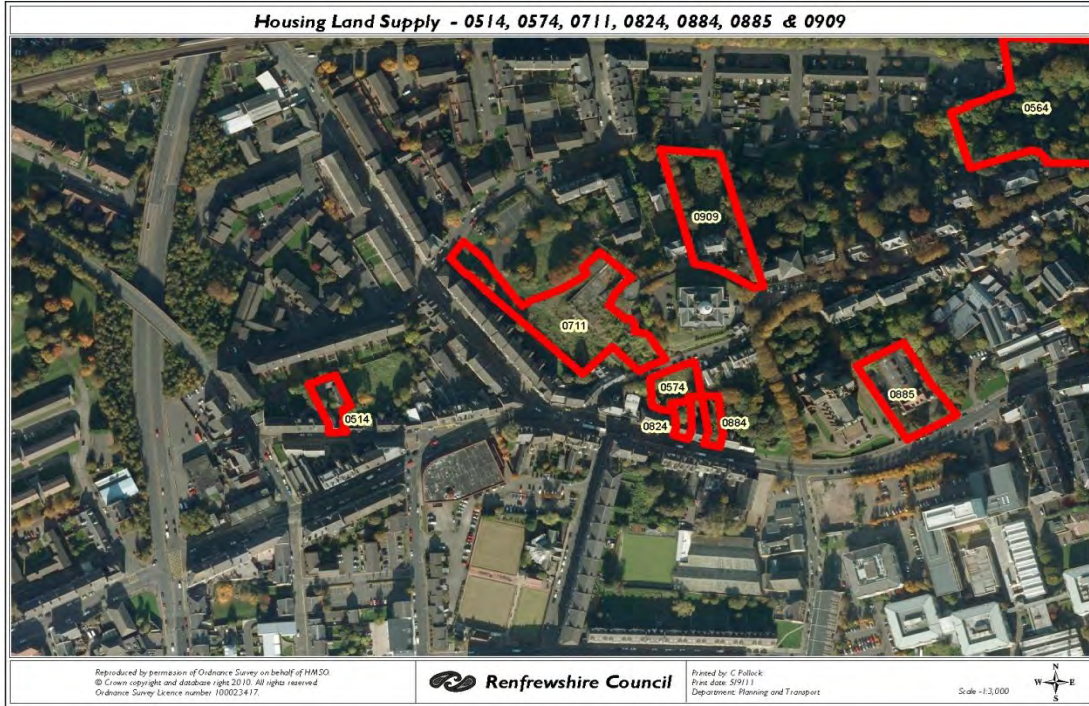 Housing Land Supply - 0514, 0574, 0711, 0824, 0884, 0885 & 0909
0564
0909
0711
0574
0885
0514
0824
0884
Reproduced by permission of Ordnance Survey on behalf of HMSO.
© Crown copyright and database right 2010. All rights reserved
Ordnance Survey Licence number 100023417.
Renfrewshire Council
Printed by: C Pollock
Print date: 5/9/11
Department: Planning and Transport
Scale -1:3,000
N
W E
S